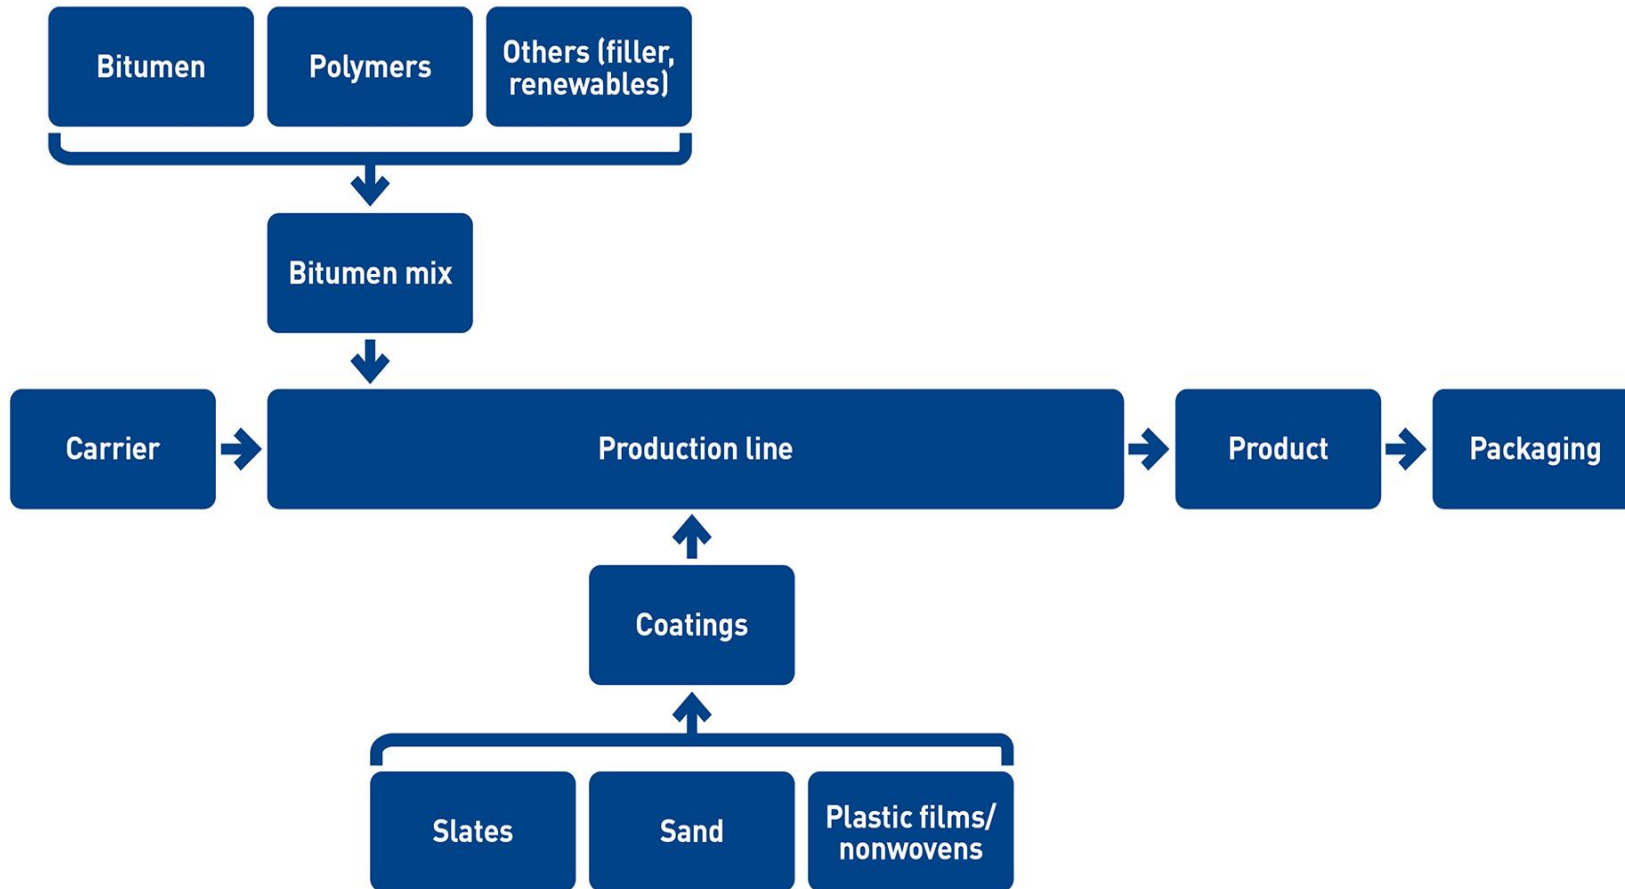 Bitumen
Polymers
Others (filler,
renewables)
Bitumen mix
Carrier
Production line
Product
Packaging
Coatings
Slates
Sand
Plastic films/
nonwovens